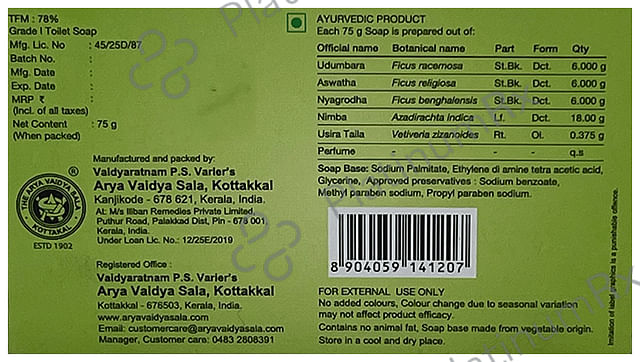 TFM : 78%
Grade I Toilet Soap
Mfg. Lic. No : 45/25D/87
Batch No. :
Mfg. Date :
Exp. Date :
MRP ₹ :
(Incl. of all taxes)
Net Content : 75 g
(When packed)
THE ARYA VAIDYA SALA
KOTTAKKAL
®
ESTD 1902
Manufactured and packed by:
Vaidyaratnam P.S. Varier's
Arya Vaidya Sala, Kottakkal
Kanjikode - 678 621, Kerala, India.
At: M/s Illban Remedies Private Limited,
Puthur Road, Palakkad Dist, Pin - 678 001,
Kerala, India.
Under Loan Lic. No.: 12/25E/2019
Registered Office :
Vaidyaratnam P.S. Varier's
Arya Vaidya Sala, Kottakkal
Kottakkal - 676503, Kerala, India.
www.aryavaidyasala.com
Email: customercare@aryavaidyasala.com
Manager, Customer care: 0483 2808391
AYURVEDIC PRODUCT
Each 75 g Soap is prepared out of:
Official name Botanical name Part Form Qty
Udumbara Ficus racemosa St.Bk. Dct. 6.000 g
Aswatha Ficus religiosa St.Bk. Dct. 6.000 g
Nyagrodha Ficus benghalensis St.Bk. Dct. 6.000 g
Nimba Azadirachta indica Lf. Dct. 18.00 g
Usira Taila Vetiveria zizanoides Rt. Ol. 0.375 g
Perfume - - - q.s
Soap Base: Sodium Palmitate, Ethylene di amine tetra acetic acid,
Glycerine, Approved preservatives : Sodium benzoate,
Methyl paraben sodium, Propyl paraben sodium.
8 904059 141207
FOR EXTERNAL USE ONLY
No added colours, Colour change due to seasonal variation
may not affect product efficacy.
Contains no animal fat, Soap base made from vegetable origin.
Store in a cool and dry place.
Imitation of label graphics is a punishable offence.
PlatinumRx